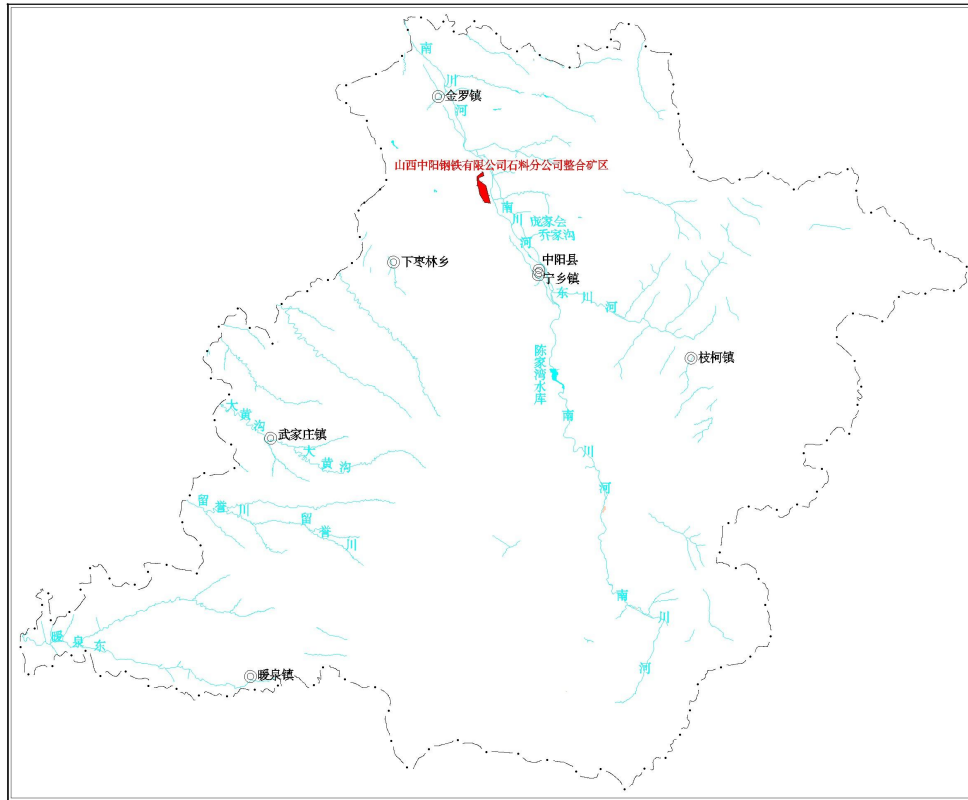 南川河
金罗镇
山西中阳钢铁有限公司石料分公司整合矿区
南川河
庞家会
乔家沟
中阳县
宁乡镇
下枣林乡
东川河
陈家湾水库
枝柯镇
大黄沟
武家庄镇
大黄沟
南川河
留誉川
留誉川
南川河
暖泉东
暖泉镇